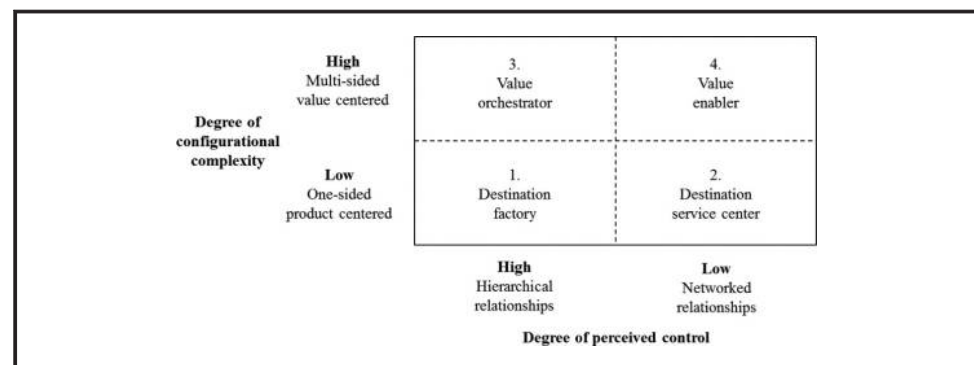 High
Multi-sided
value centered
3.
Value
orchestrator
4.
Value
enabler
Degree of
configurational
complexity
Low
One-sided
product centered
1.
Destination
factory
2.
Destination
service center
High
Hierarchical
relationships
Low
Networked
relationships
Degree of perceived control